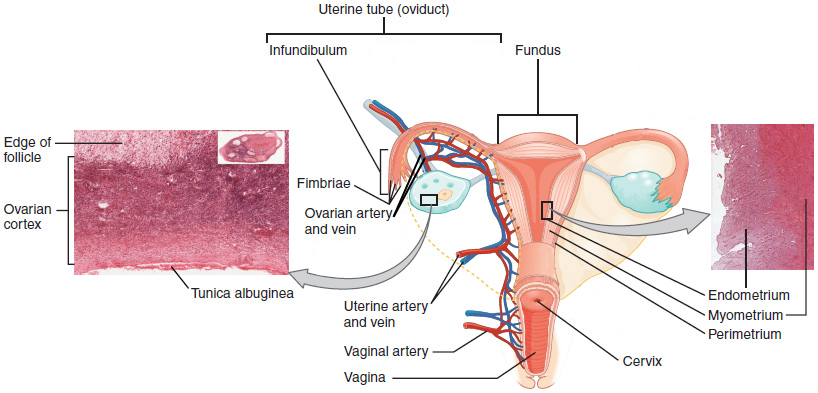 Uterine tube (oviduct)
Infundibulum
Fundus
Edge of
follicle
Ovarian
cortex
Fimbriae
Ovarian artery
and vein
Tunica albuginea
Uterine artery
and vein
Vaginal artery
Vagina
Endometrium
Myometrium
Perimetrium
Cervix